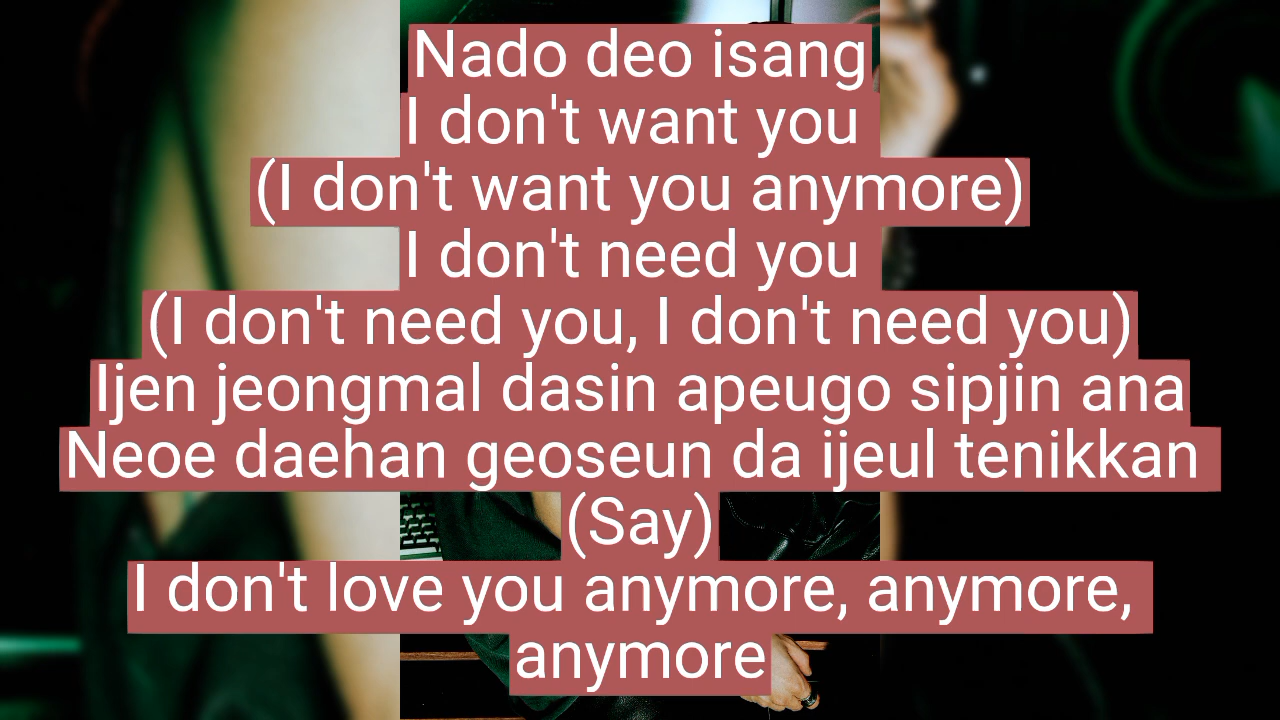 Nado deo isang
I don't want you
(I don't want you anymore)
I don't need you
(I don't need you, I don't need you)
Ijen jeongmal dasin apeugo sipjin ana
Neoe daehan geoseun da ijeul tenikkan
(Say)
I don't love you anymore, anymore,
anymore